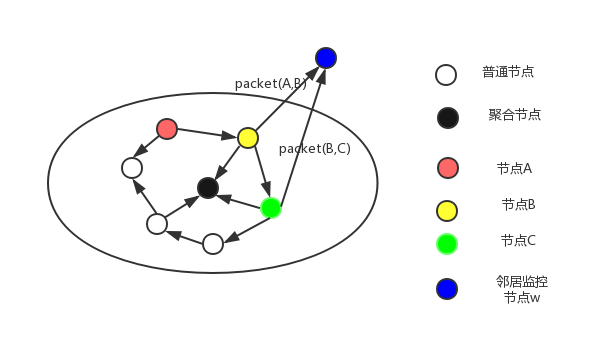 packet(A,B)
packet(B,C)
普通节点
聚合节点
节点A
节点B
节点C
邻居监控
节点w